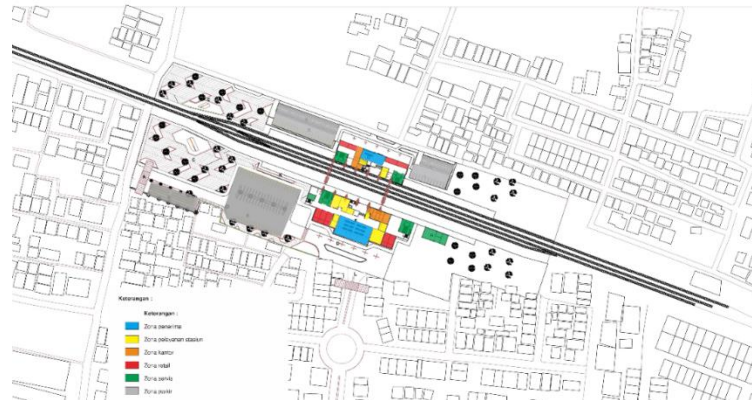 Keterangan :
Keterangan :
Zona penerima
Zona pelayanan stasiun
Zona kantor
Zona retail
Zona servis
Zona parkir